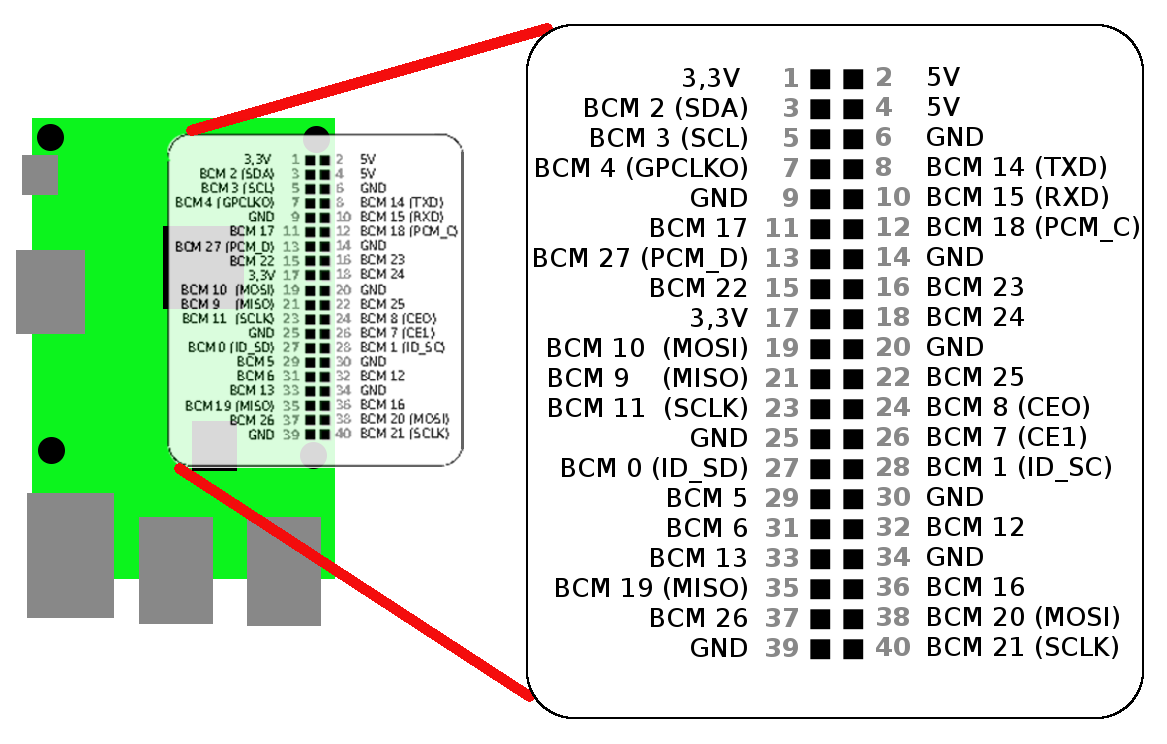 3,3V 1 2 5V
BCM 2 (SDA) 3 4 5V
BCM 3 (SCL) 5 6 GND
BCM 4 (GPCLKO) 7 8 BCM 14 (TXD)
GND 9 10 BCM 15 (RXD)
BCM 17 11 12 BCM 18 (PCM_C)
BCM 27 (PCM_D) 13 14 GND
BCM 22 15 16 BCM 23
3,3V 17 18 BCM 24
BCM 10 (MOSI) 19 20 GND
BCM 9 (MISO) 21 22 BCM 25
BCM 11 (SCLK) 23 24 BCM 8 (CEO)
GND 25 26 BCM 7 (CE1)
BCM 0 (ID_SD) 27 28 BCM 1 (ID_SC)
BCM 5 29 30 GND
BCM 6 31 32 BCM 12
BCM 13 33 34 GND
BCM 19 (MISO) 35 36 BCM 16
BCM 26 37 38 BCM 20 (MOSI)
GND 39 40 BCM 21 (SCLK)
3,3V 1 2 5V
BCM 2 (SDA) 3 4 5V
BCM 3 (SCL) 5 6 GND
BCM 4 (GPCLKO) 7 8 BCM 14 (TXD)
GND 9 10 BCM 15 (RXD)
BCM 17 11 12 BCM 18 (PCM_C)
BCM 27 (PCM_D) 13 14 GND
BCM 22 15 16 BCM 23
3,3V 17 18 BCM 24
BCM 10 (MOSI) 19 20 GND
BCM 9 (MISO) 21 22 BCM 25
BCM 11 (SCLK) 23 24 BCM 8 (CEO)
GND 25 26 BCM 7 (CE1)
BCM 0 (ID_SD) 27 28 BCM 1 (ID_SC)
BCM 5 29 30 GND
BCM 6 31 32 BCM 12
BCM 13 33 34 GND
BCM 19 (MISO) 35 36 BCM 16
BCM 26 37 38 BCM 20 (MOSI)
GND 39 40 BCM 21 (SCLK)